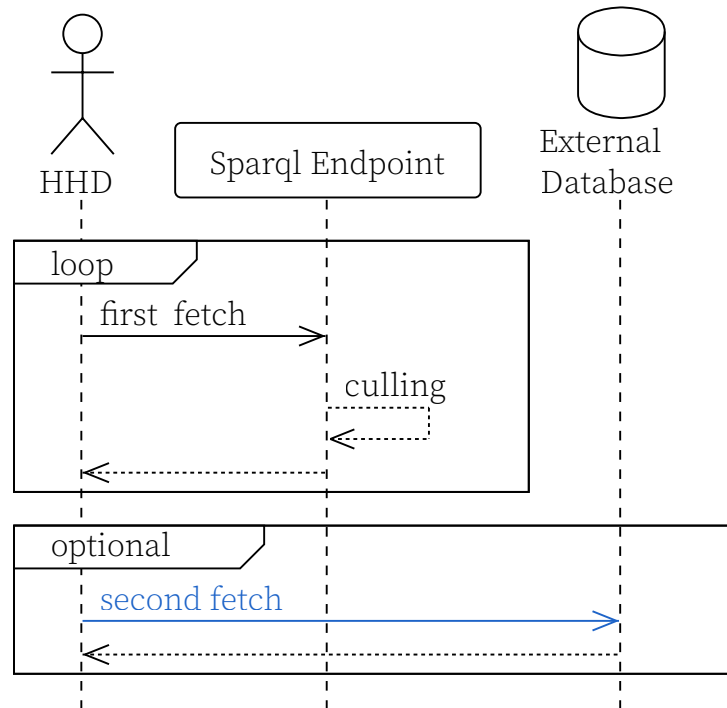 HHD
Sparql Endpoint
External
Database
loop
first fetch
culling
optional
second fetch